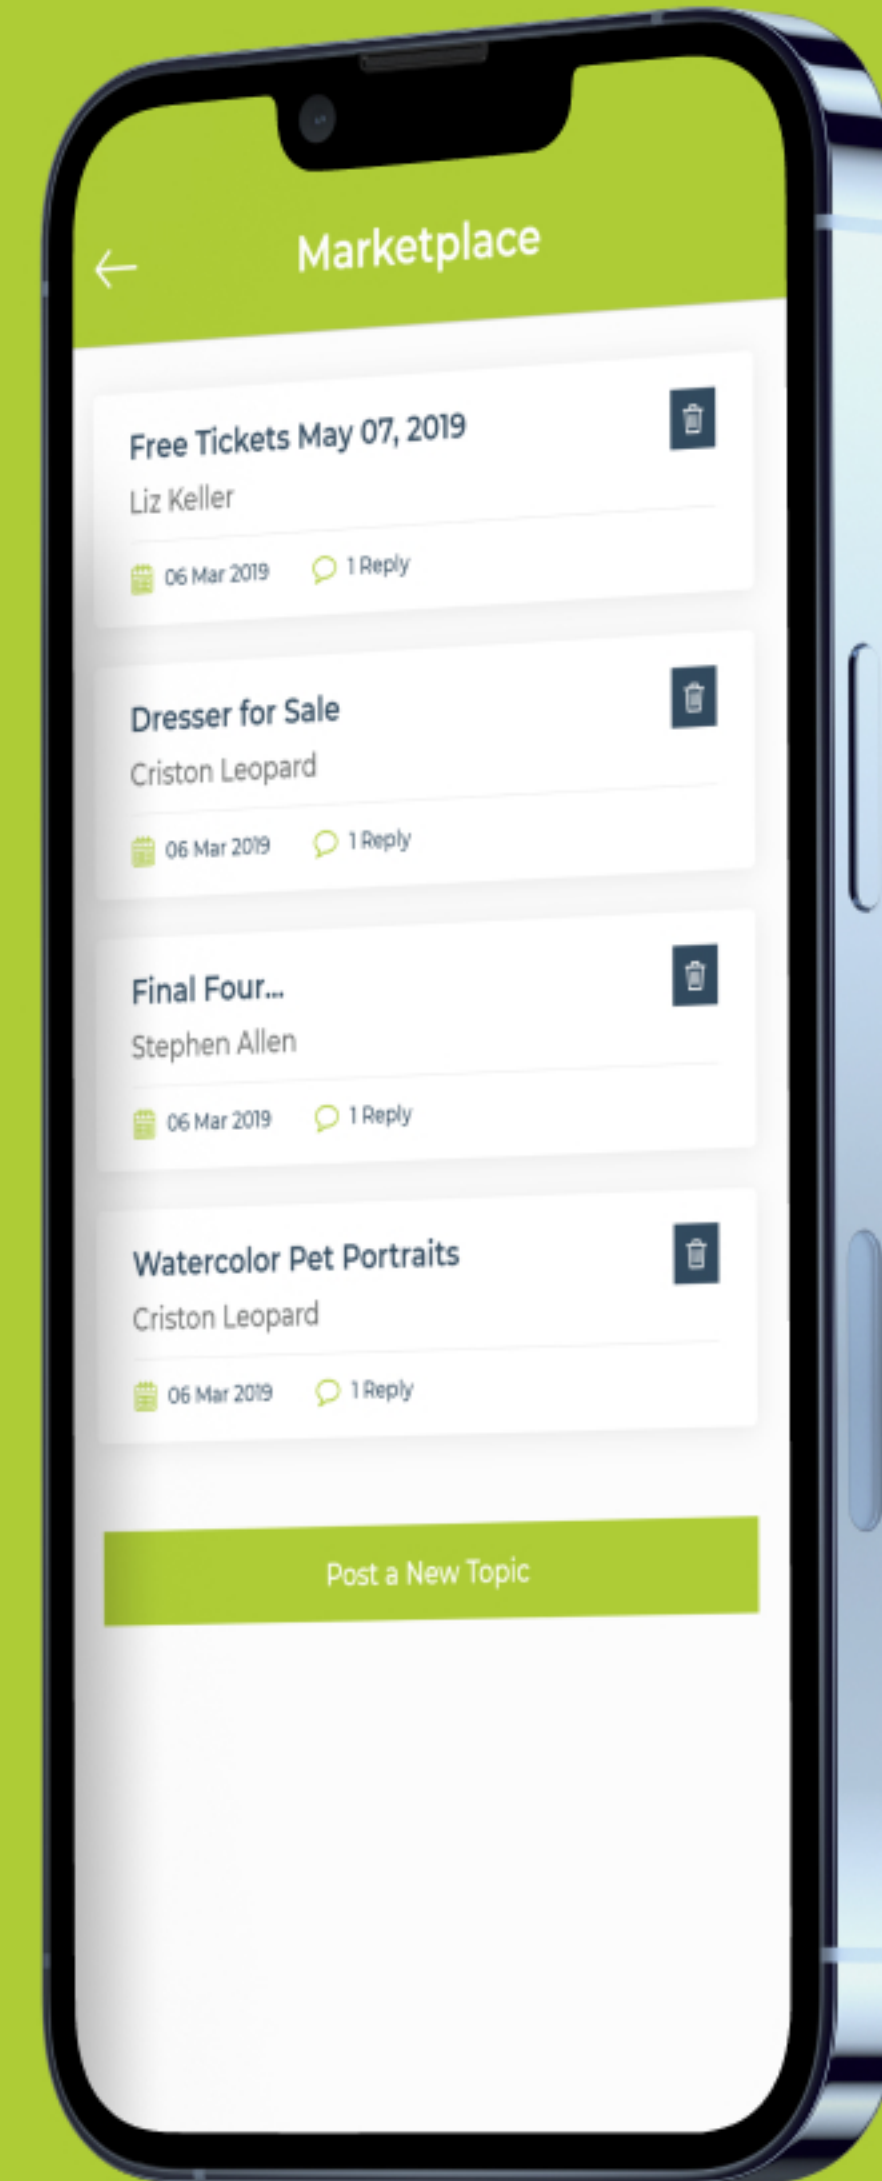 Marketplace
Free Tickets May 07, 2019
Liz Keller
06 Mar 2019 1 Reply
Dresser for Sale
Criston Leopard
06 Mar 2019 1 Reply
Final Four...
Stephen Allen
06 Mar 2019 1 Reply
Watercolor Pet Portraits
Criston Leopard
06 Mar 2019 1 Reply
Post a New Topic